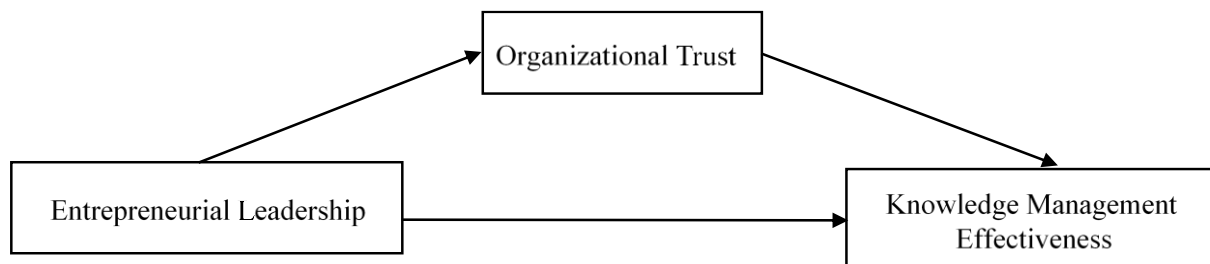 Organizational Trust
Entrepreneurial Leadership
Knowledge Management
Effectiveness